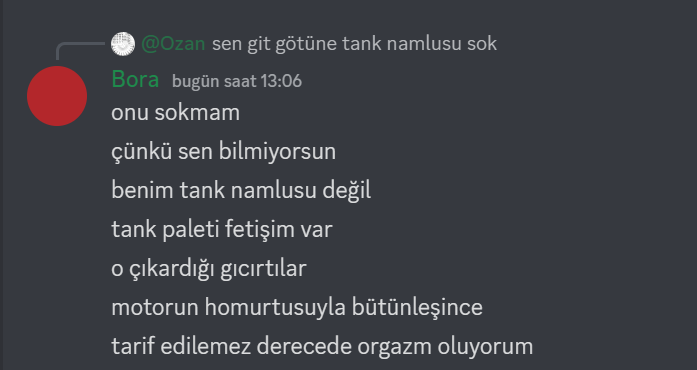 @Ozan sen git götüne tank namlusu sok
Bora bugün saat 13:06
onu sokmam
çünkü sen bilmiyorsun
benim tank namlusu değil
tank paleti fetişim var
o çıkardığı gıcırtılar
motorun homurtusuyla bütünleşince
tarif edilemez derecede orgazm oluyorum